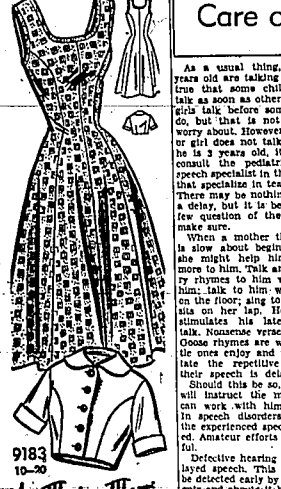 Care o
As a usual thing,
years old are talking
true that some chil
talk as soon as other
girls talk before som
do, but that is not
worry about. However
or girl does not talk
he is 3 years old, it
consult the pediatri
speech specialist in th
that specialize in tea
There may be nothin
a delay, but it is be
few question of the
make sure.
When a mother t
is slow about begin
she might help hi
more to him. Talk an
ry rhymes to him w
him; talk to him w
on the floor; sing to
sits on her lap. H
stimulates his late
talk. Nonsense verse
Goose rhymes are w
tle ones enjoy and
tate the repetitive
their speech is del
Should this be so,
will instruct the m
can work with him
In speech disorders
the experienced spec
ed. Amateur efforts
ful.
Defective hearing
layed speech. This
be detected early by
9183
10—20